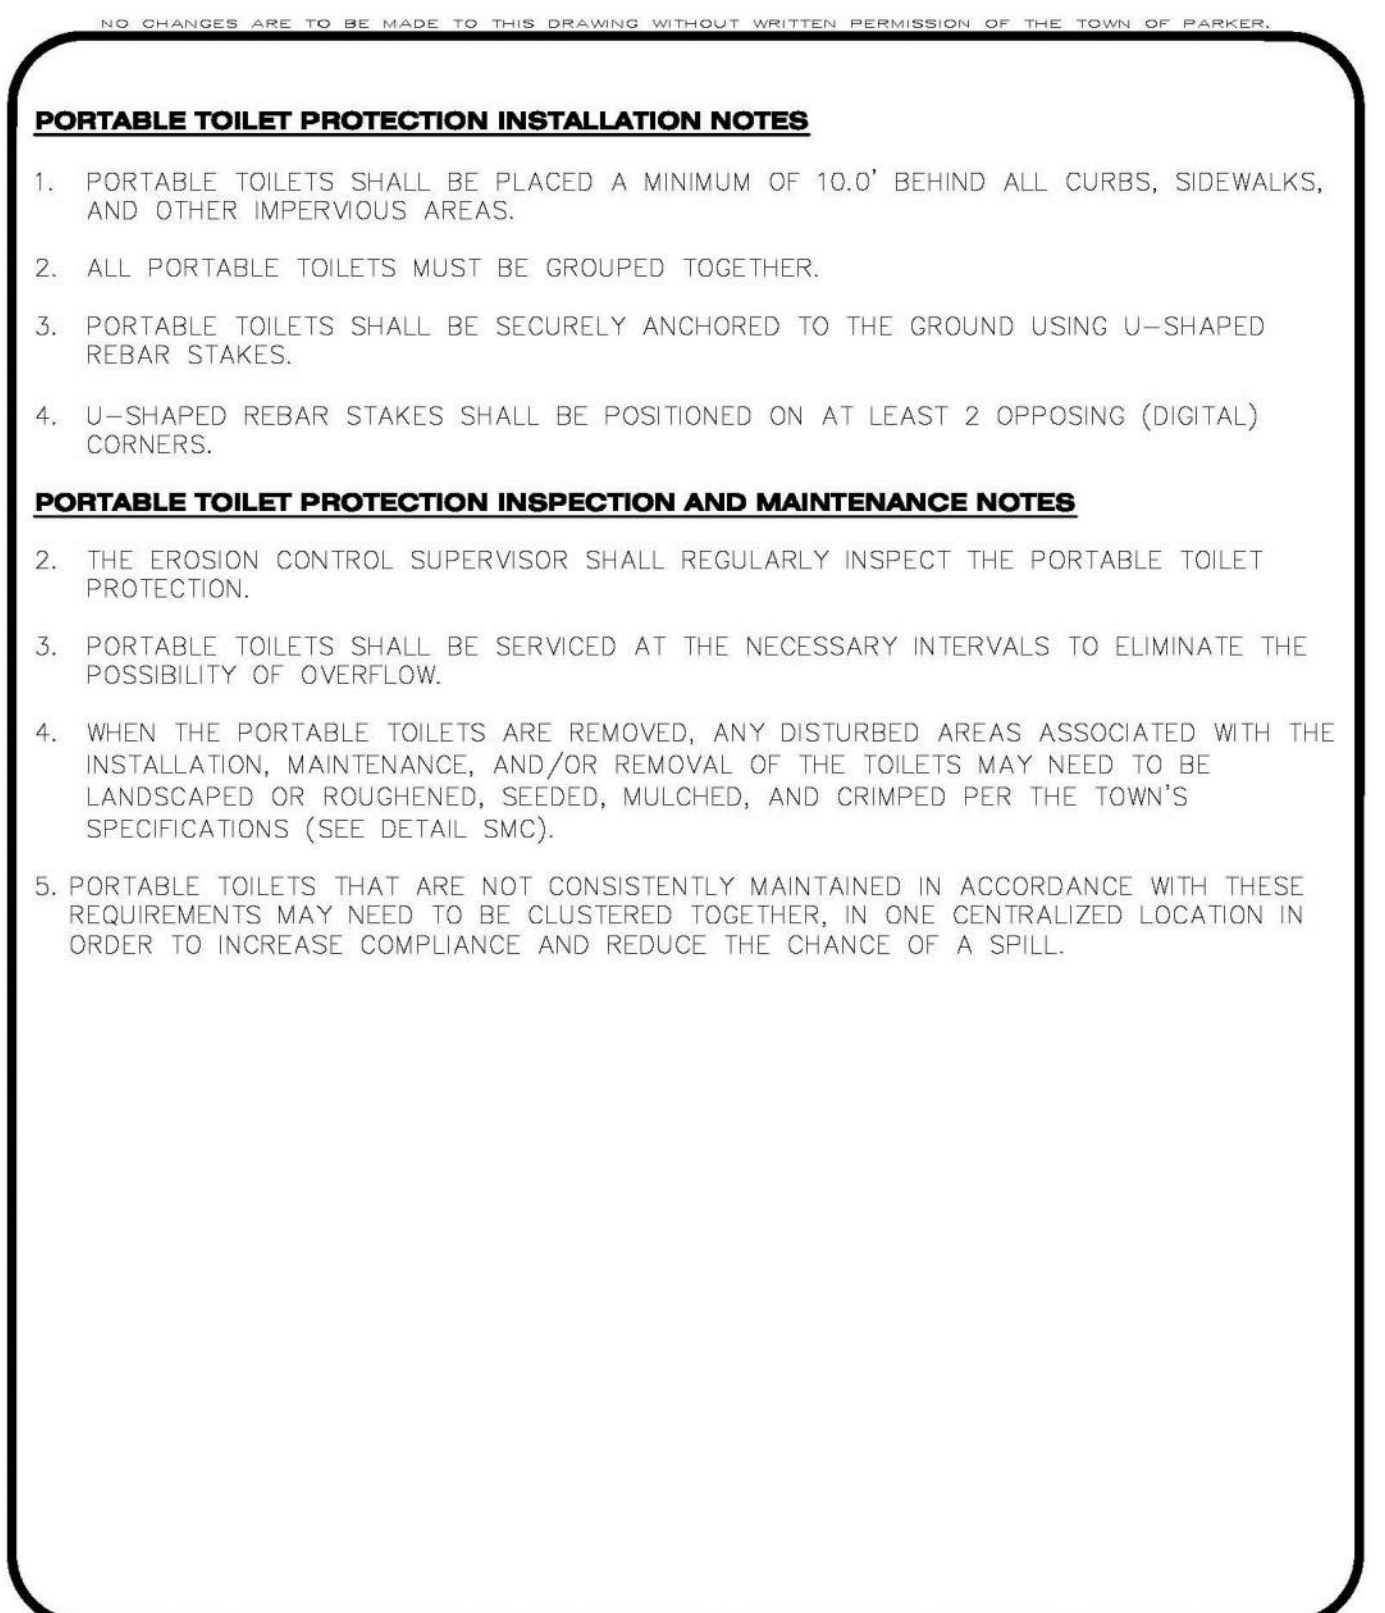 NO CHANGES ARE TO BE MADE TO THIS DRAWING WITHOUT WRITTEN PERMISSION OF THE TOWN OF PARKER.
PORTABLE TOILET PROTECTION INSTALLATION NOTES
1. PORTABLE TOILETS SHALL BE PLACED A MINIMUM OF 10.0' BEHIND ALL CURBS, SIDEWALKS,
AND OTHER IMPERVIOUS AREAS.
2. ALL PORTABLE TOILETS MUST BE GROUPED TOGETHER.
3. PORTABLE TOILETS SHALL BE SECURELY ANCHORED TO THE GROUND USING U-SHAPED
REBAR STAKES.
4. U-SHAPED REBAR STAKES SHALL BE POSITIONED ON AT LEAST 2 OPPOSING (DIGITAL)
CORNERS.
PORTABLE TOILET PROTECTION INSPECTION AND MAINTENANCE NOTES
2. THE EROSION CONTROL SUPERVISOR SHALL REGULARLY INSPECT THE PORTABLE TOILET
PROTECTION.
3. PORTABLE TOILETS SHALL BE SERVICED AT THE NECESSARY INTERVALS TO ELIMINATE THE
POSSIBILITY OF OVERFLOW.
4. WHEN THE PORTABLE TOILETS ARE REMOVED, ANY DISTURBED AREAS ASSOCIATED WITH THE
INSTALLATION, MAINTENANCE, AND/OR REMOVAL OF THE TOILETS MAY NEED TO BE
LANDSCAPED OR ROUGHENED, SEEDED, MULCHED, AND CRIMPED PER THE TOWN'S
SPECIFICATIONS (SEE DETAIL SMC).
5. PORTABLE TOILETS THAT ARE NOT CONSISTENTLY MAINTAINED IN ACCORDANCE WITH THESE
REQUIREMENTS MAY NEED TO BE CLUSTERED TOGETHER, IN ONE CENTRALIZED LOCATION IN
ORDER TO INCREASE COMPLIANCE AND REDUCE THE CHANCE OF A SPILL.